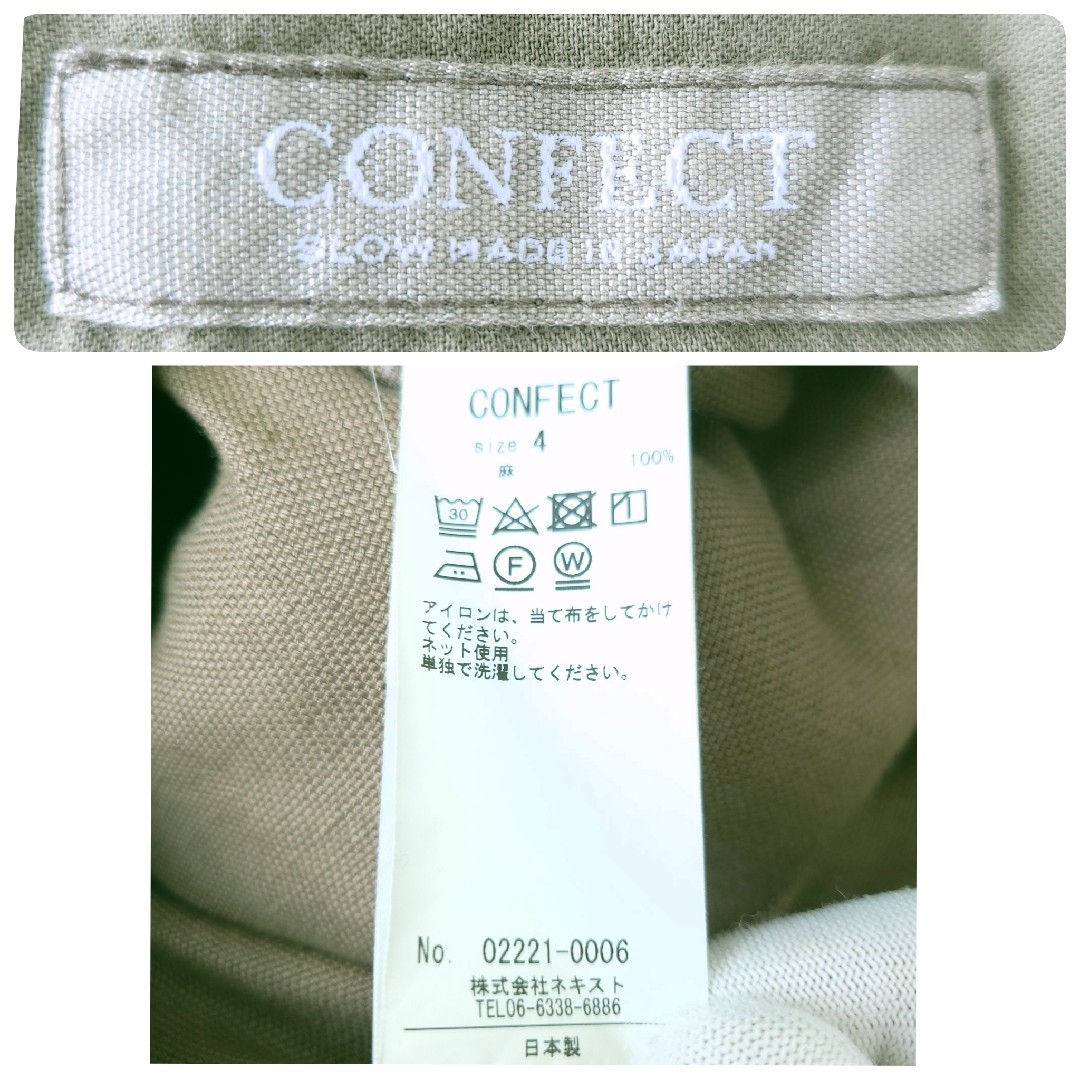 CONFECT
SLOW MADE IN JAPAN
CONFECT
size 4
麻 100%
30
F W
アイロンは、当て布をしてかけ
てください。
ネット使用
単独で洗濯してください。
No. 02221-0006
株式会社ネキスト
TEL06-6338-6886
日本製